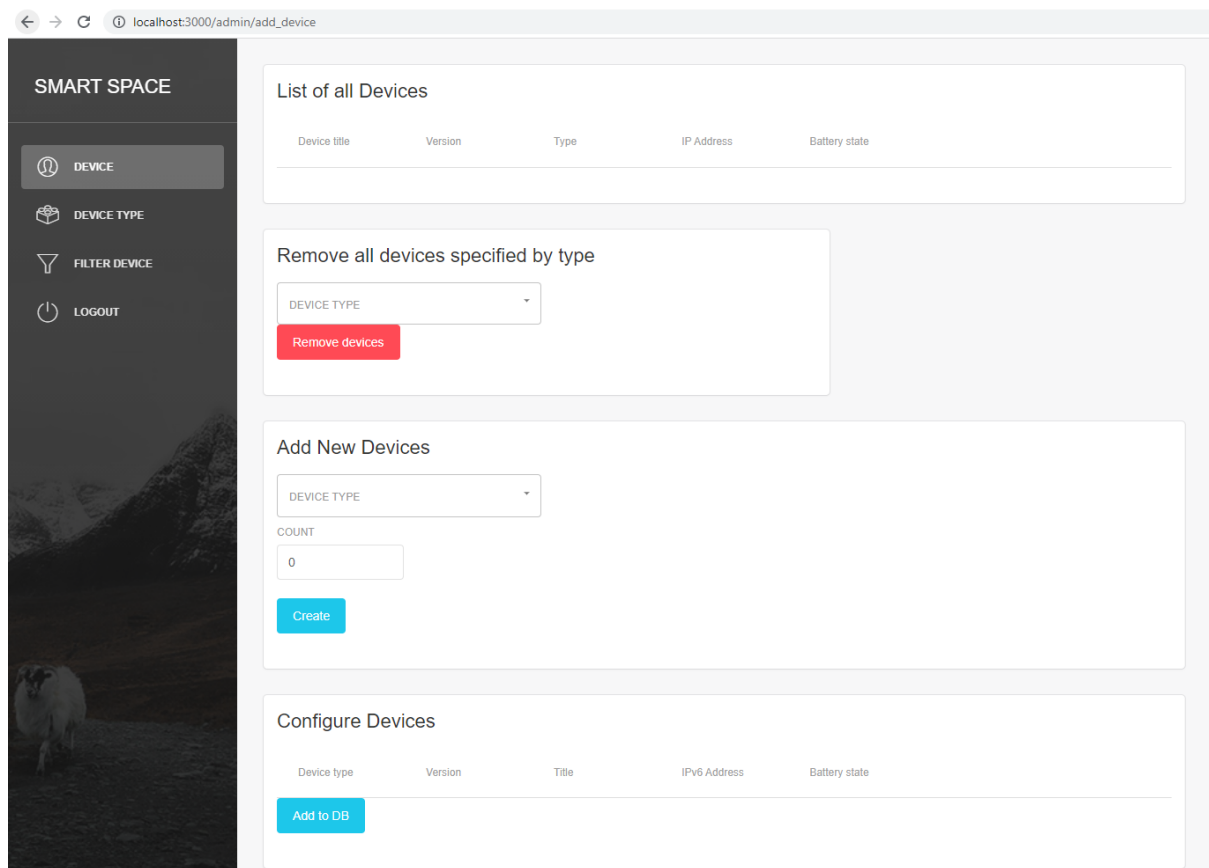 localhost:3000/admin/add_device
SMART SPACE
DEVICE
DEVICE TYPE
FILTER DEVICE
LOGOUT
List of all Devices
Device title Version Type IP Address Battery state
Remove all devices specified by type
DEVICE TYPE
Remove devices
Add New Devices
DEVICE TYPE
COUNT
0
Create
Configure Devices
Device type Version Title IPv6 Address Battery state
Add to DB